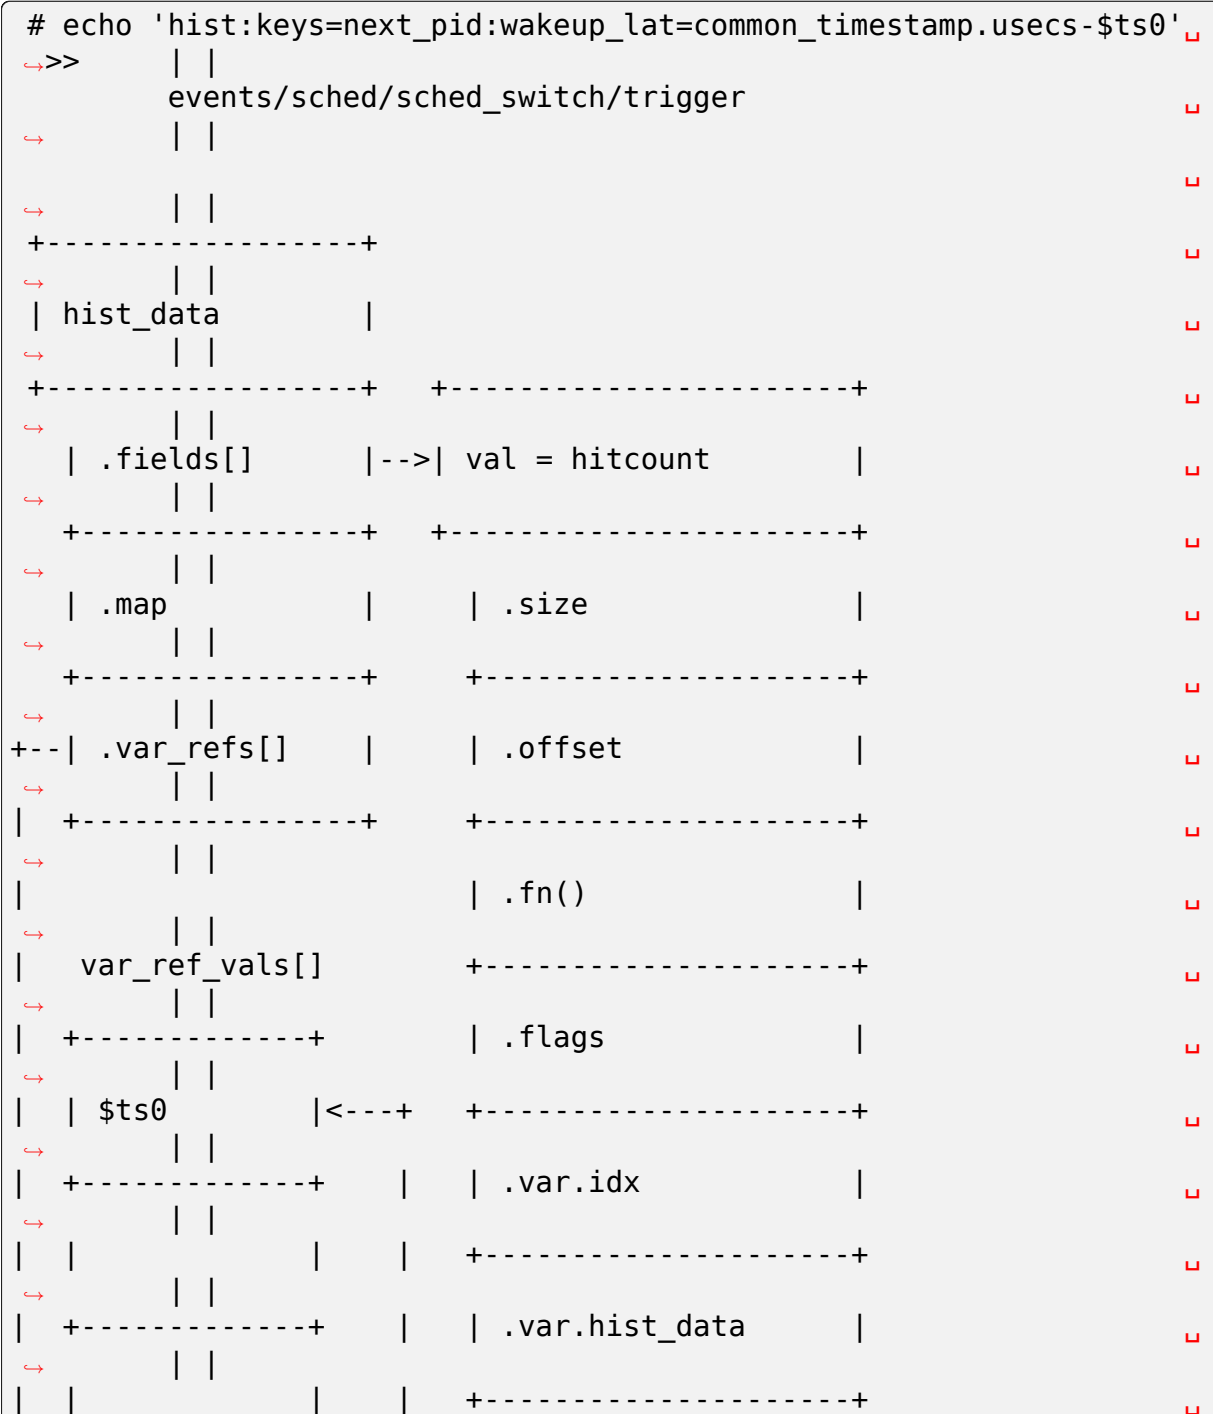 # echo 'hist:keys=next_pid:wakeup_lat=common_timestamp.usecs-$ts0'␣
↪>>     | |
        events/sched/sched_switch/trigger                         ␣
↪       | |
                                                                  ␣
↪       | |
+------------------+                                              ␣
↪       | |
| hist_data        |                                              ␣
↪       | |
+------------------+   +-----------------------+                  ␣
↪       | |
  | .fields[]      |-->| val = hitcount        |                  ␣
↪       | |
  +----------------+   +-----------------------+                  ␣
↪       | |
  | .map           |     | .size               |                  ␣
↪       | |
  +----------------+     +---------------------+                  ␣
↪       | |
+--| .var_refs[]    |     | .offset             |                  ␣
↪       | |
|  +----------------+     +---------------------+                  ␣
↪       | |
|                         | .fn()               |                  ␣
↪       | |
|   var_ref_vals[]        +---------------------+                  ␣
↪       | |
|  +-------------+        | .flags              |                  ␣
↪       | |
|  | $ts0        |<---+   +---------------------+                  ␣
↪       | |
|  +-------------+    |   | .var.idx            |                  ␣
↪       | |
|  |             |    |   +---------------------+                  ␣
↪       | |
|  +-------------+    |   | .var.hist_data      |                  ␣
↪       | |
|  |             |    |   +---------------------+                  ␣